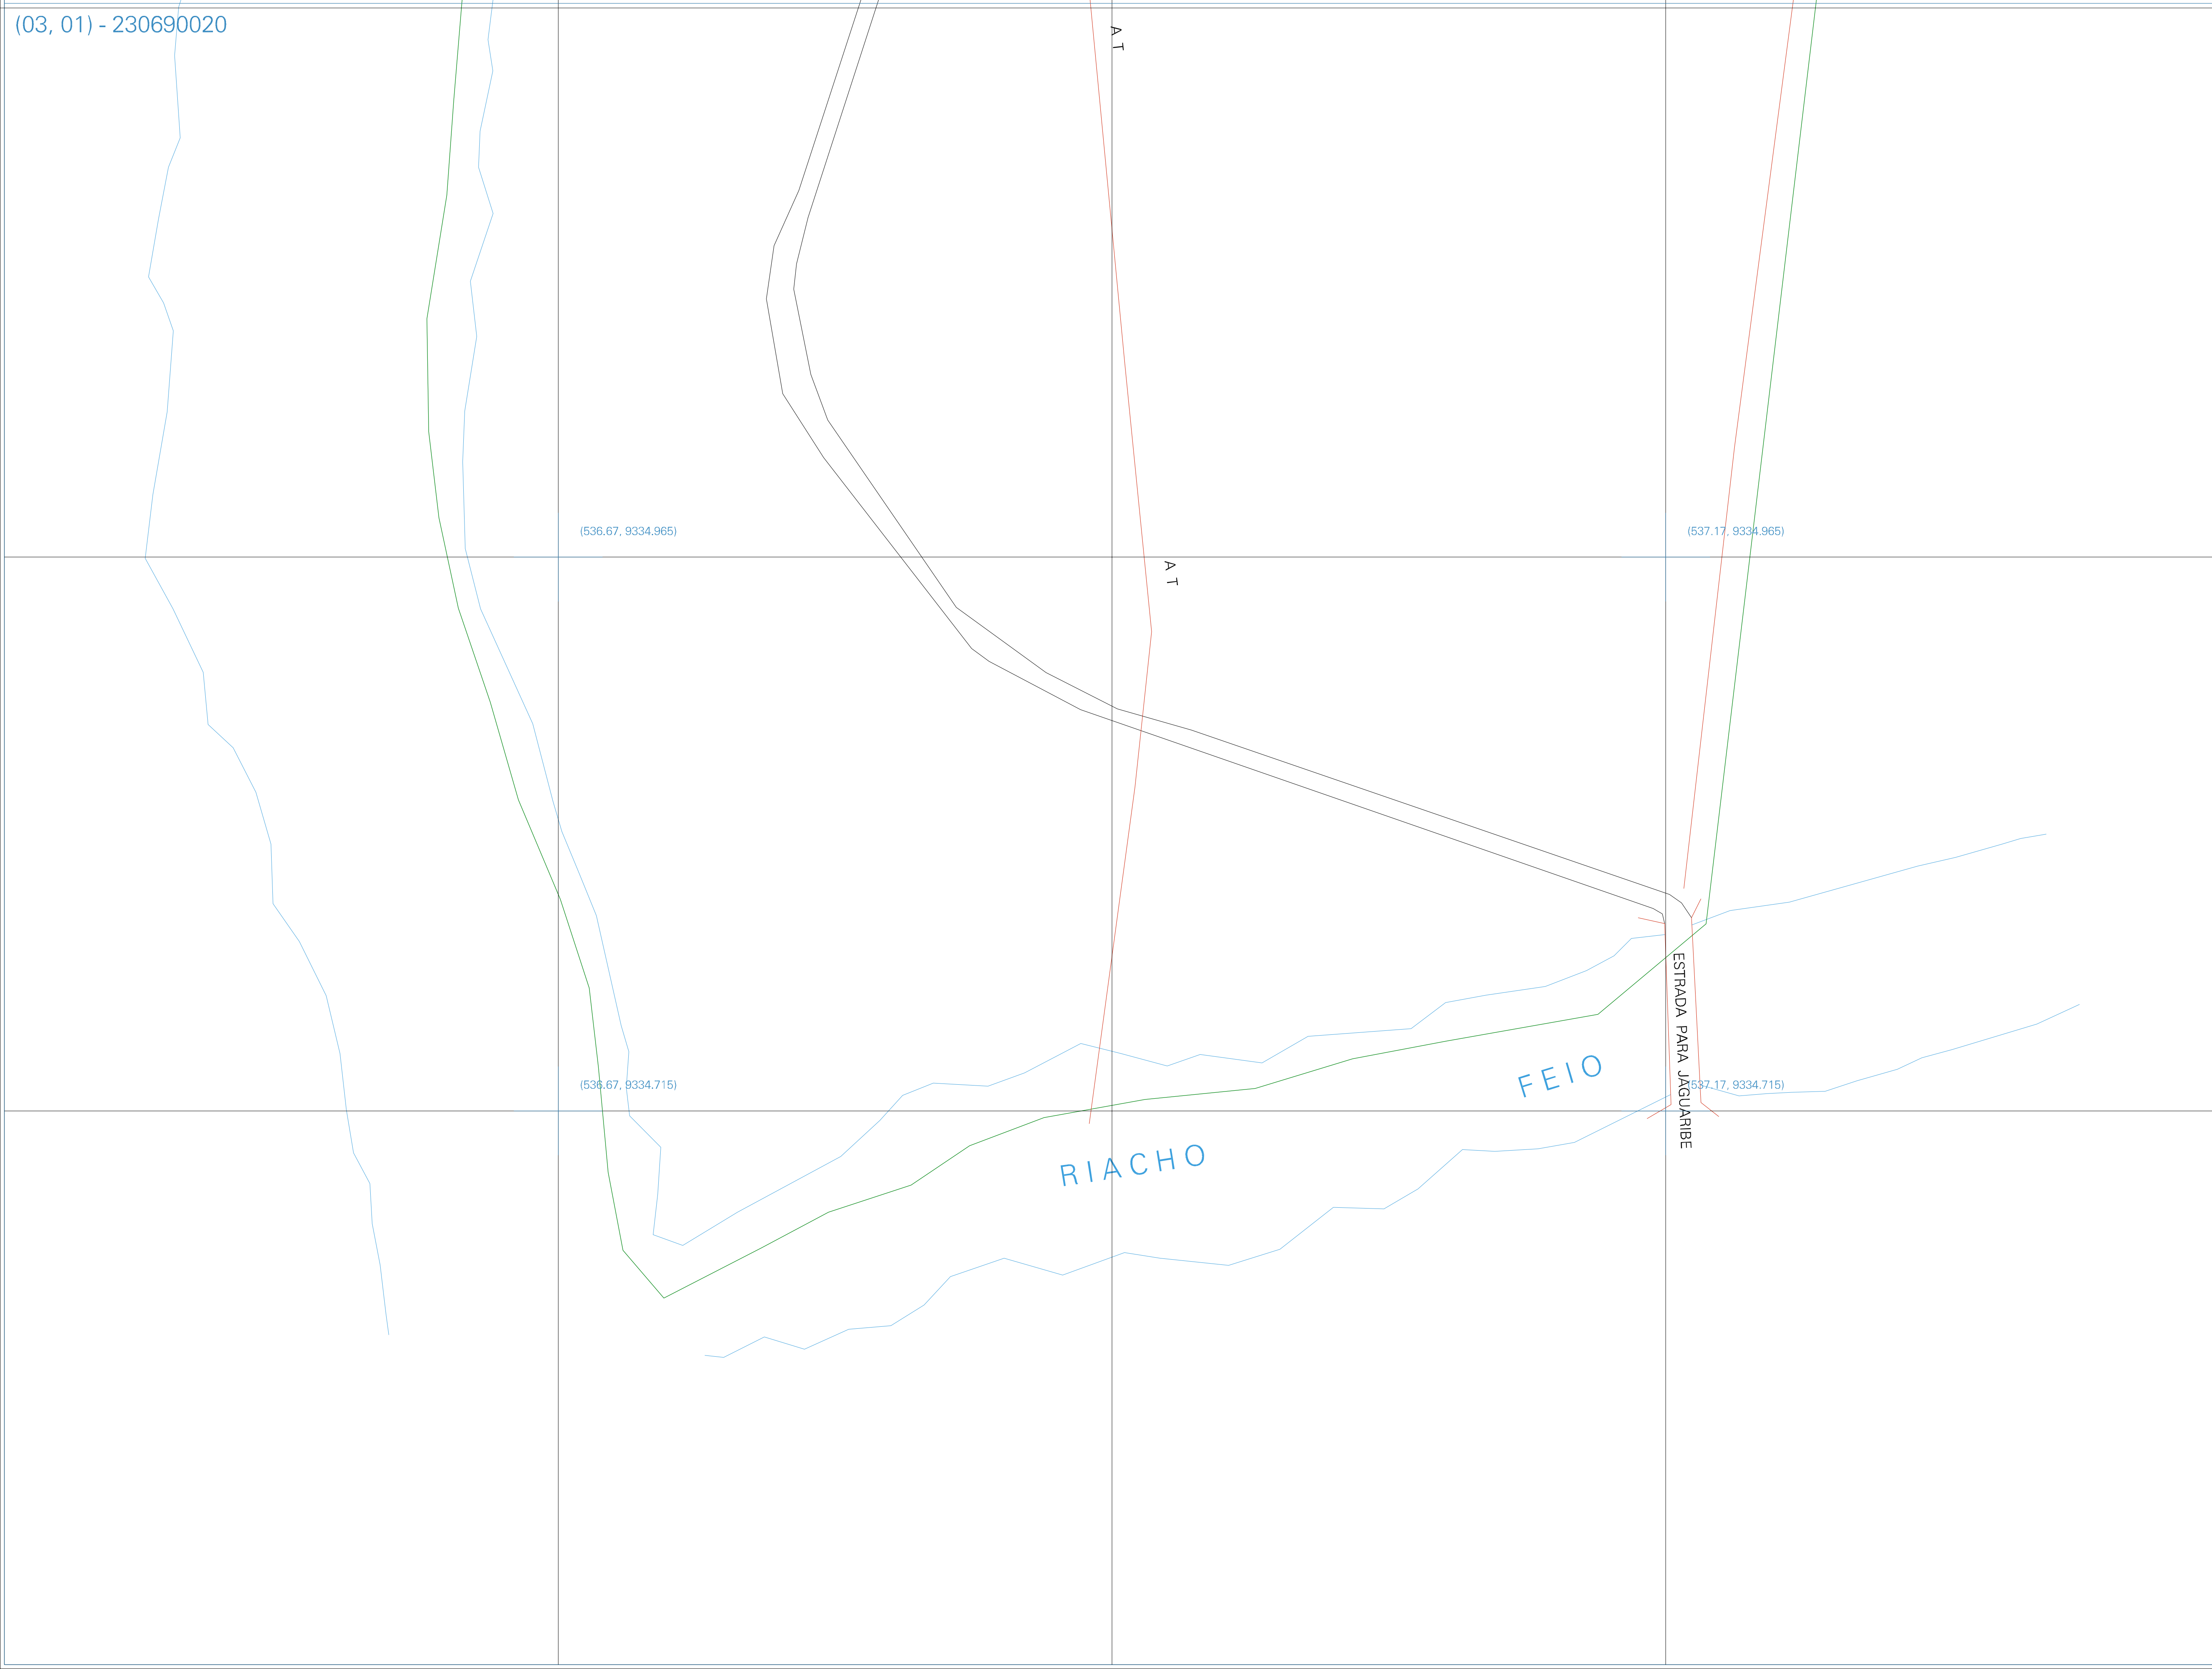 (03, 01) - 230690020
A T
(536.67, 9334.965)
(537.17, 9334.965)
A T
ESTRADA PARA JAGUARIBE
FEIO
(536.67, 9334.715)
(537.17, 9334.715)
RIACHO